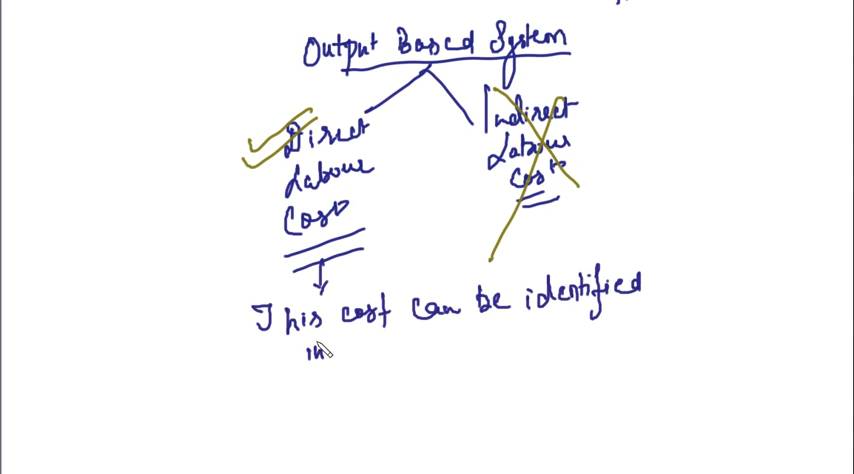 Output Based System
Direct
Labour
Cost
Indirect
Labour
Cost
This cost can be identified
in